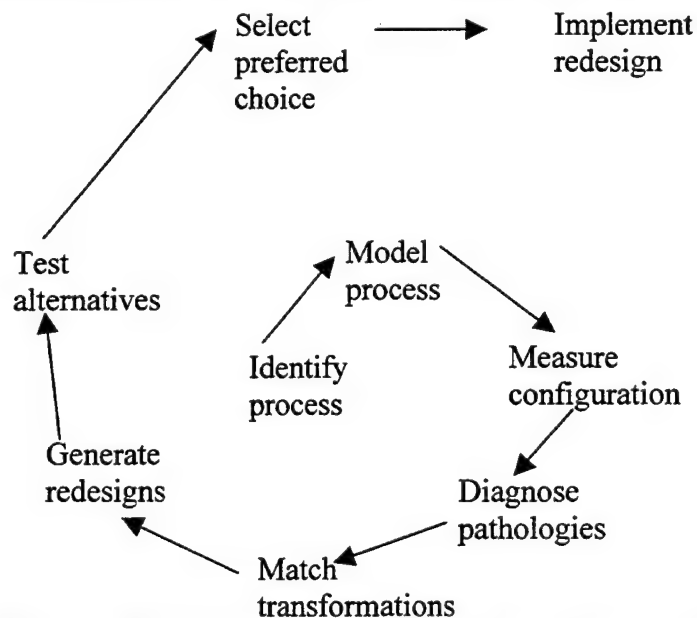 Select
preferred
choice
Implement
redesign
Test
alternatives
Model
process
Identify
process
Measure
configuration
Generate
redesigns
Diagnose
pathologies
Match
transformations